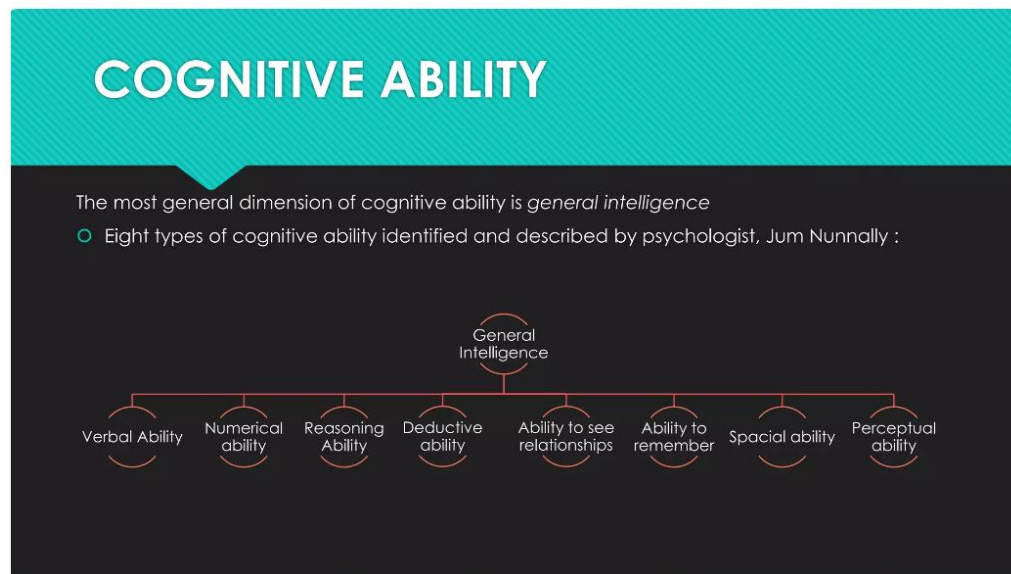 COGNITIVE ABILITY
The most general dimension of cognitive ability is general intelligence
Eight types of cognitive ability identified and described by psychologist, Jum Nunnally :
General
Intelligence
Verbal Ability
Numerical
ability
Reasoning
Ability
Deductive
ability
Ability to see
relationships
Ability to
remember
Spacial ability
Perceptual
ability